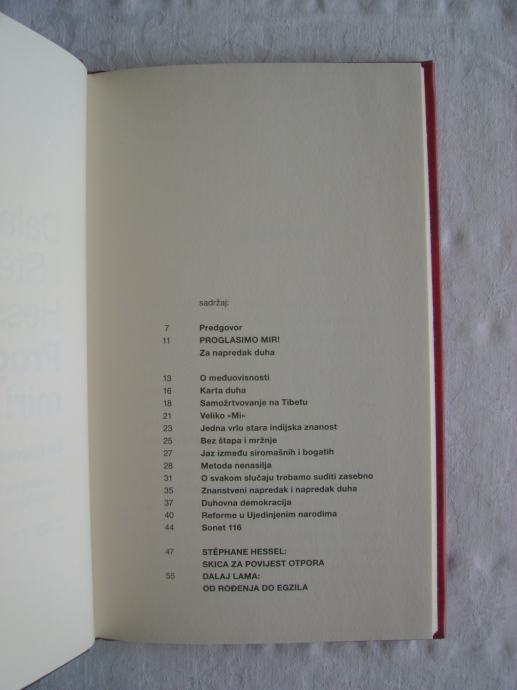 sadržaj:
7 Predgovor
11 PROGLASIMO MIR!
Za napredak duha
13 O međuovisnosti
16 Karta duha
18 Samožrtvovanje na Tibetu
21 Veliko »Mi«
23 Jedna vrlo stara indijska znanost
25 Bez štapa i mržnje
27 Jaz između siromašnih i bogatih
28 Metoda nenasilja
31 O svakom slučaju trebamo suditi zasebno
35 Znanstveni napredak i napredak duha
37 Duhovna demokracija
40 Reforme u Ujedinjenim narodima
44 Sonet 116
47 STÉPHANE HESSEL:
SKICA ZA POVIJEST OTPORA
55 DALAJ LAMA:
OD ROĐENJA DO EGZILA